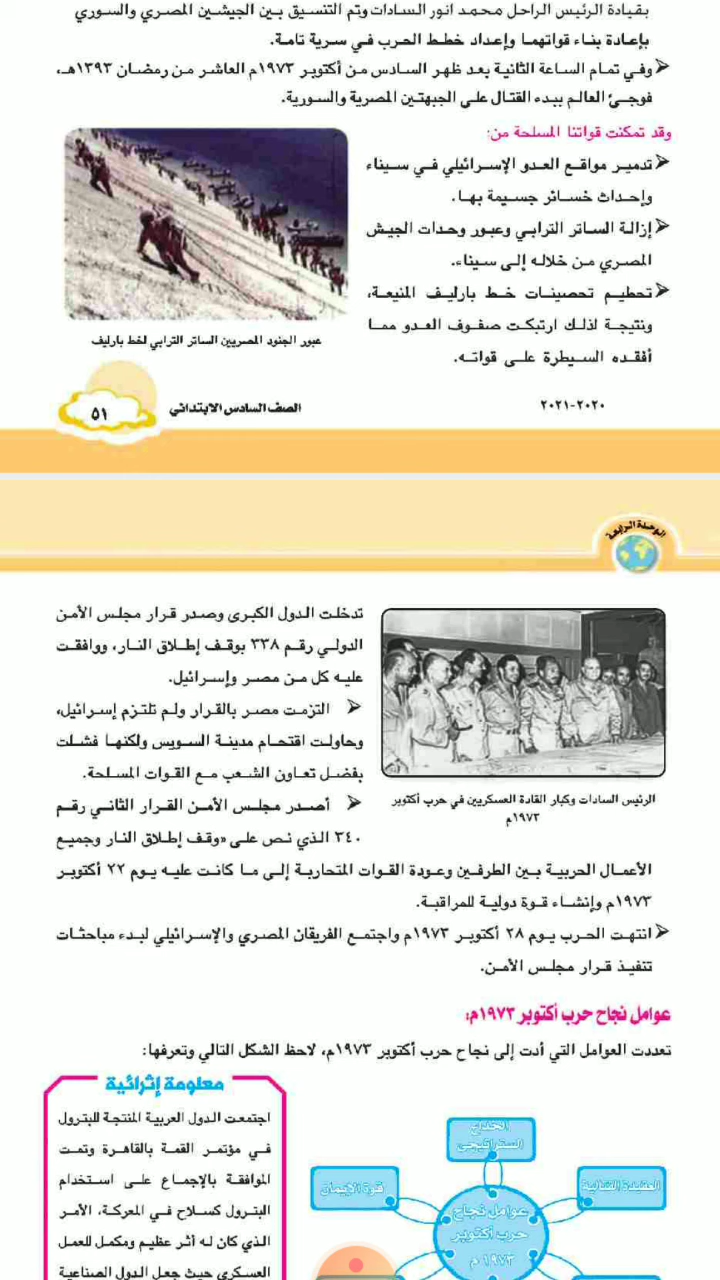 بقيادة الرئيس الراحل محمد انور السادات وتم التنسيق بين الجيشين المصري والسوري
بإعادة بناء قواتهما وإعداد خطط الحرب في سرية تامة.
وفي تمام الساعة الثانية بعد ظهر السادس من أكتوبر ١٩٧٣م العاشر من رمضان ١٣٩٣هـ،
فوجئ العالم ببدء القتال على الجبهتين المصرية والسورية.
وقد تمكنت قواتنا المسلحة من:
تدمير مواقع العدو الإسرائيلي في سيناء
وإحداث خسائر جسيمة بها.
إزالة الساتر الترابي وعبور وحدات الجيش
المصري من خلاله إلى سيناء.
تحطيم تحصينات خط بارليف المنيعة،
ونتيجة لذلك ارتبكت صفوف العدو مما
أفقده السيطرة على قواته.
عبور الجنود المصريين الساتر الترابي لخط بارليف
٢٠٢٠-٢٠٢١
الصف السادس الابتدائي
٥١
الوحدة الرابعة
تدخلت الدول الكبرى وصدر قرار مجلس الأمن
الدولي رقم ٣٣٨ بوقف إطلاق النار، ووافقت
عليه كل من مصر وإسرائيل.
التزمت مصر بالقرار ولم تلتزم إسرائيل،
وحاولت اقتحام مدينة السويس ولكنها فشلت
بفضل تعاون الشعب مع القوات المسلحة.
أصدر مجلس الأمن القرار الثاني رقم
٣٤٠ الذي نص على «وقف إطلاق النار وجميع
الرئيس السادات وكبار القادة العسكريين في حرب أكتوبر
١٩٧٣م
الأعمال الحربية بين الطرفين وعودة القوات المتحاربة إلى ما كانت عليه يوم ٢٢ أكتوبر
١٩٧٣م وإنشاء قوة دولية للمراقبة.
انتهت الحرب يوم ٢٨ أكتوبر ١٩٧٣م واجتمع الفريقان المصري والإسرائيلي لبدء مباحثات
تنفيذ قرار مجلس الأمن.
عوامل نجاح حرب أكتوبر ١٩٧٣م:
تعددت العوامل التي أدت إلى نجاح حرب أكتوبر ١٩٧٣م، لاحظ الشكل التالي وتعرفها:
الخداع
الستراتيجي
العقيدة القتالية
قوة الإيمان
عوامل نجاح
حرب أكتوبر
١٩٧٣م
معلومة إثرائية
اجتمعت الدول العربية المنتجة للبترول
في مؤتمر القمة بالقاهرة وتمت
الموافقة بالإجماع على استخدام
البترول كسلاح في المعركة، الأمر
الذي كان له أثر عظيم ومكمل للعمل
العسكري حيث جعل الدول الصناعية